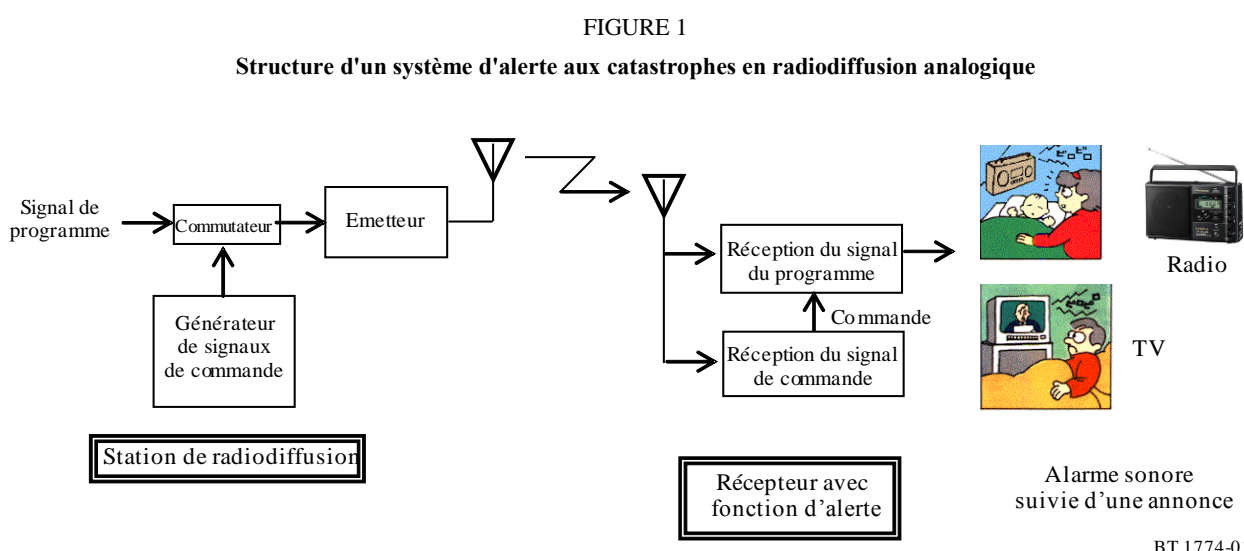 FIGURE 1
Structure d'un système d'alerte aux catastrophes en radiodiffusion analogique
Signal de
programme
Commutateur
Emetteur
Générateur
de signaux
de commande
Station de radiodiffusion
Réception du signal
du programme
Commande
Réception du signal
de commande
Récepteur avec
fonction d’alerte
Radio
TV
Alarme sonore
suivie d’une annonce
BT.1774-0